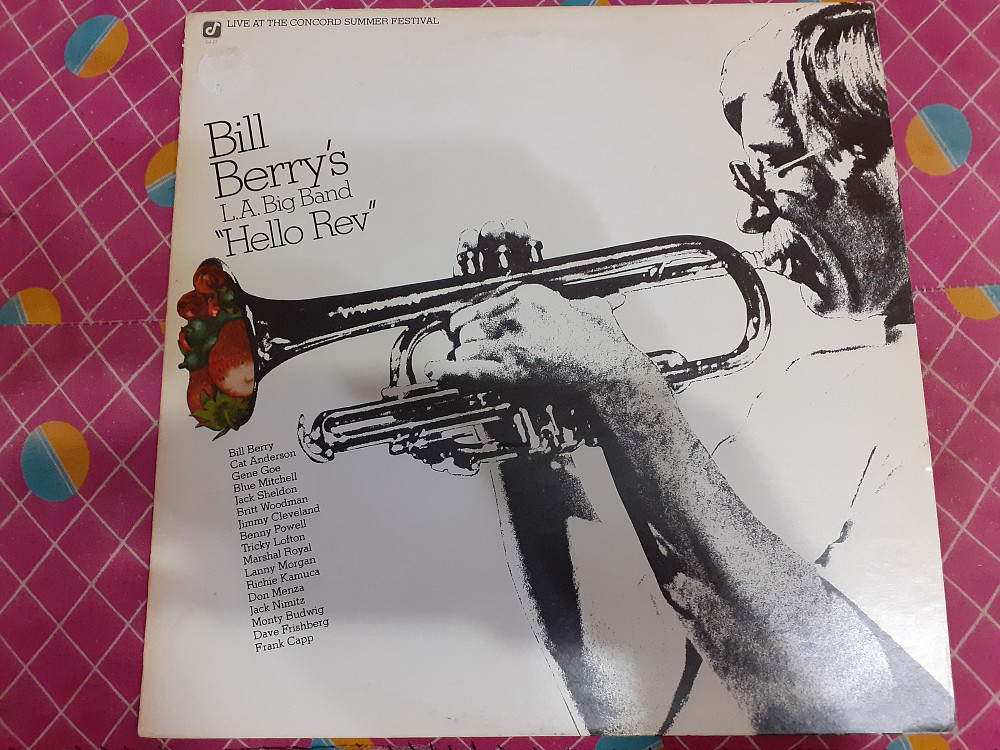 LIVE AT THE CONCORD SUMMER FESTIVAL
Bill
Berry's
L.A. Big Band
"Hello Rev"
Bill Berry
Cat Anderson
Gene Goe
Blue Mitchell
Jack Sheldon
Britt Woodman
Jimmy Cleveland
Benny Powell
Tricky Lofton
Marshal Royal
Lanny Morgan
Richie Kamuca
Don Menza
Jack Nimitz
Monty Budwig
Dave Frishberg
Frank Capp